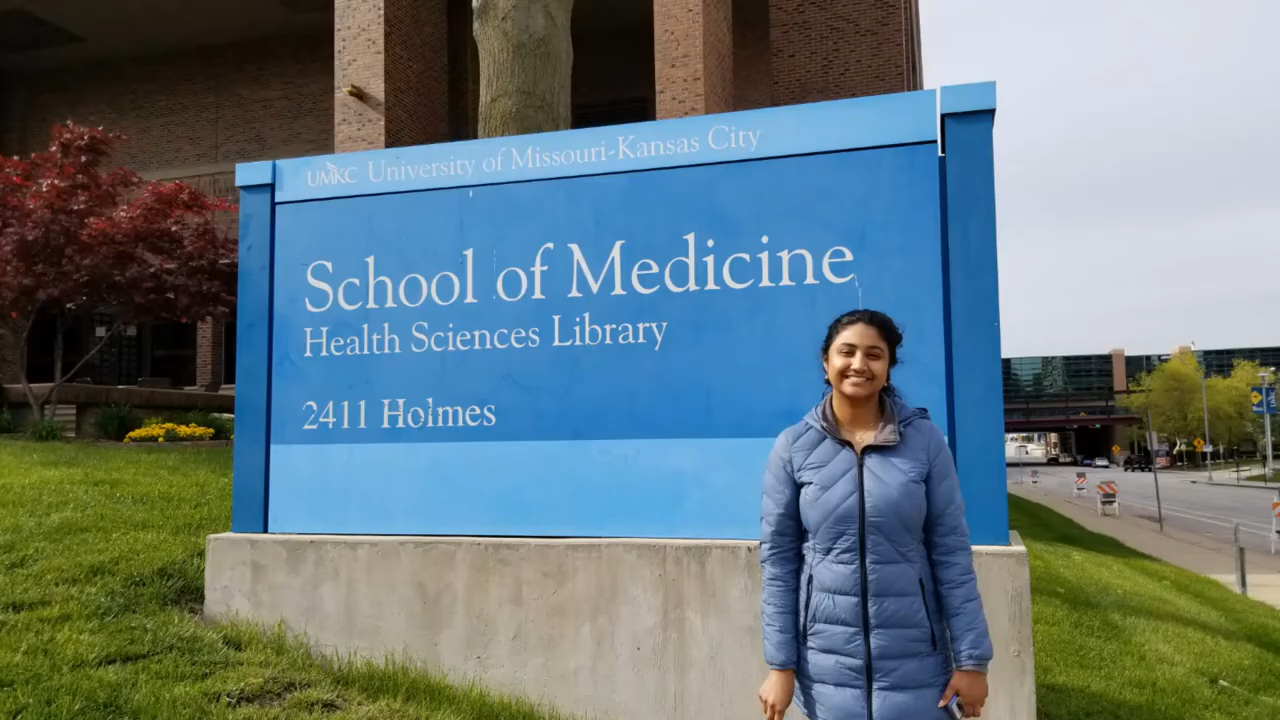 UMKC University of Missouri-Kansas City
School of Medicine
Health Sciences Library
2411 Holmes